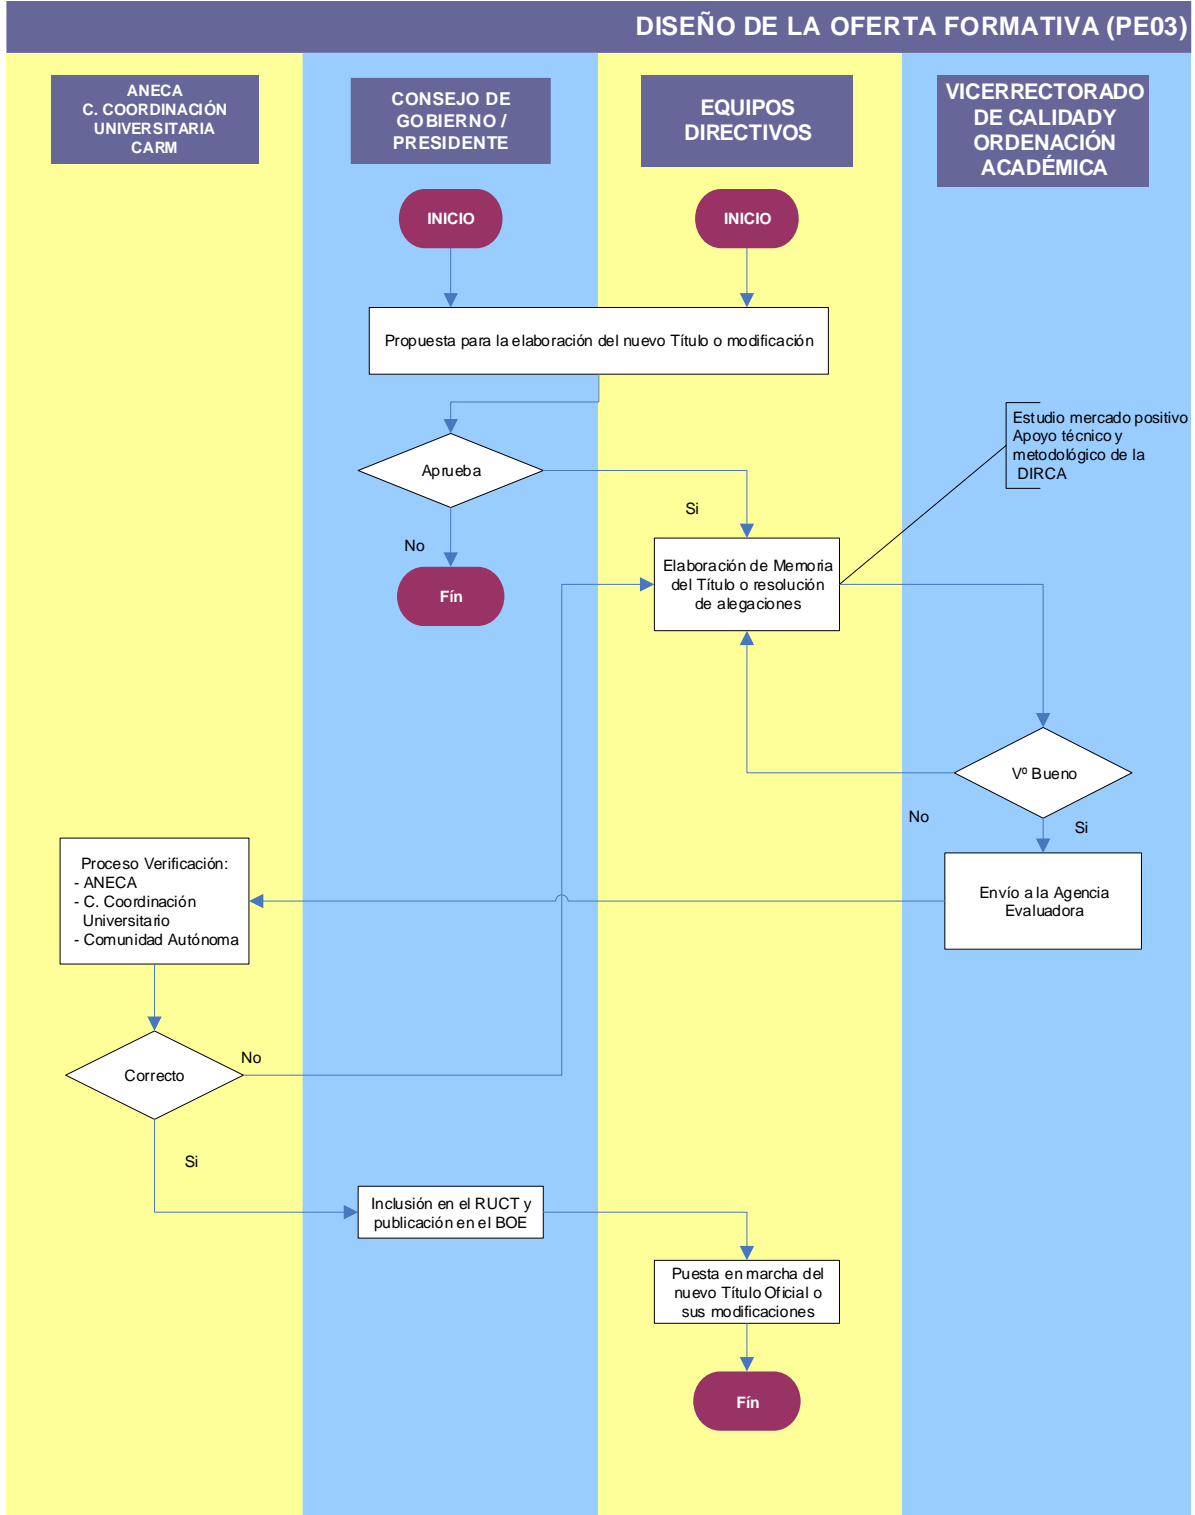 DISEÑO DE LA OFERTA FORMATIVA (PE03)
ANECA
C. COORDINACIÓN
UNIVERSITARIA
CARM
CONSEJO DE
GOBIERNO /
PRESIDENTE
EQUIPOS
DIRECTIVOS
VICERRECTORADO
DE CALIDADY
ORDENACIÓN
ACADÉMICA
INICIO
INICIO
Propuesta para la elaboración del nuevo Título o modificación
Estudio mercado positivo
Apoyo técnico y
metodológico de la
DIRCA
Aprueba
Si
No
Elaboración de Memoria
del Título o resolución
de alegaciones
Fín
Vº Bueno
No
Si
Proceso Verificación:
- ANECA
- C. Coordinación
Universitario
- Comunidad Autónoma
Envío a la Agencia
Evaluadora
Correcto
No
Si
Inclusión en el RUCT y
publicación en el BOE
Puesta en marcha del
nuevo Título Oficial o
sus modificaciones
Fín